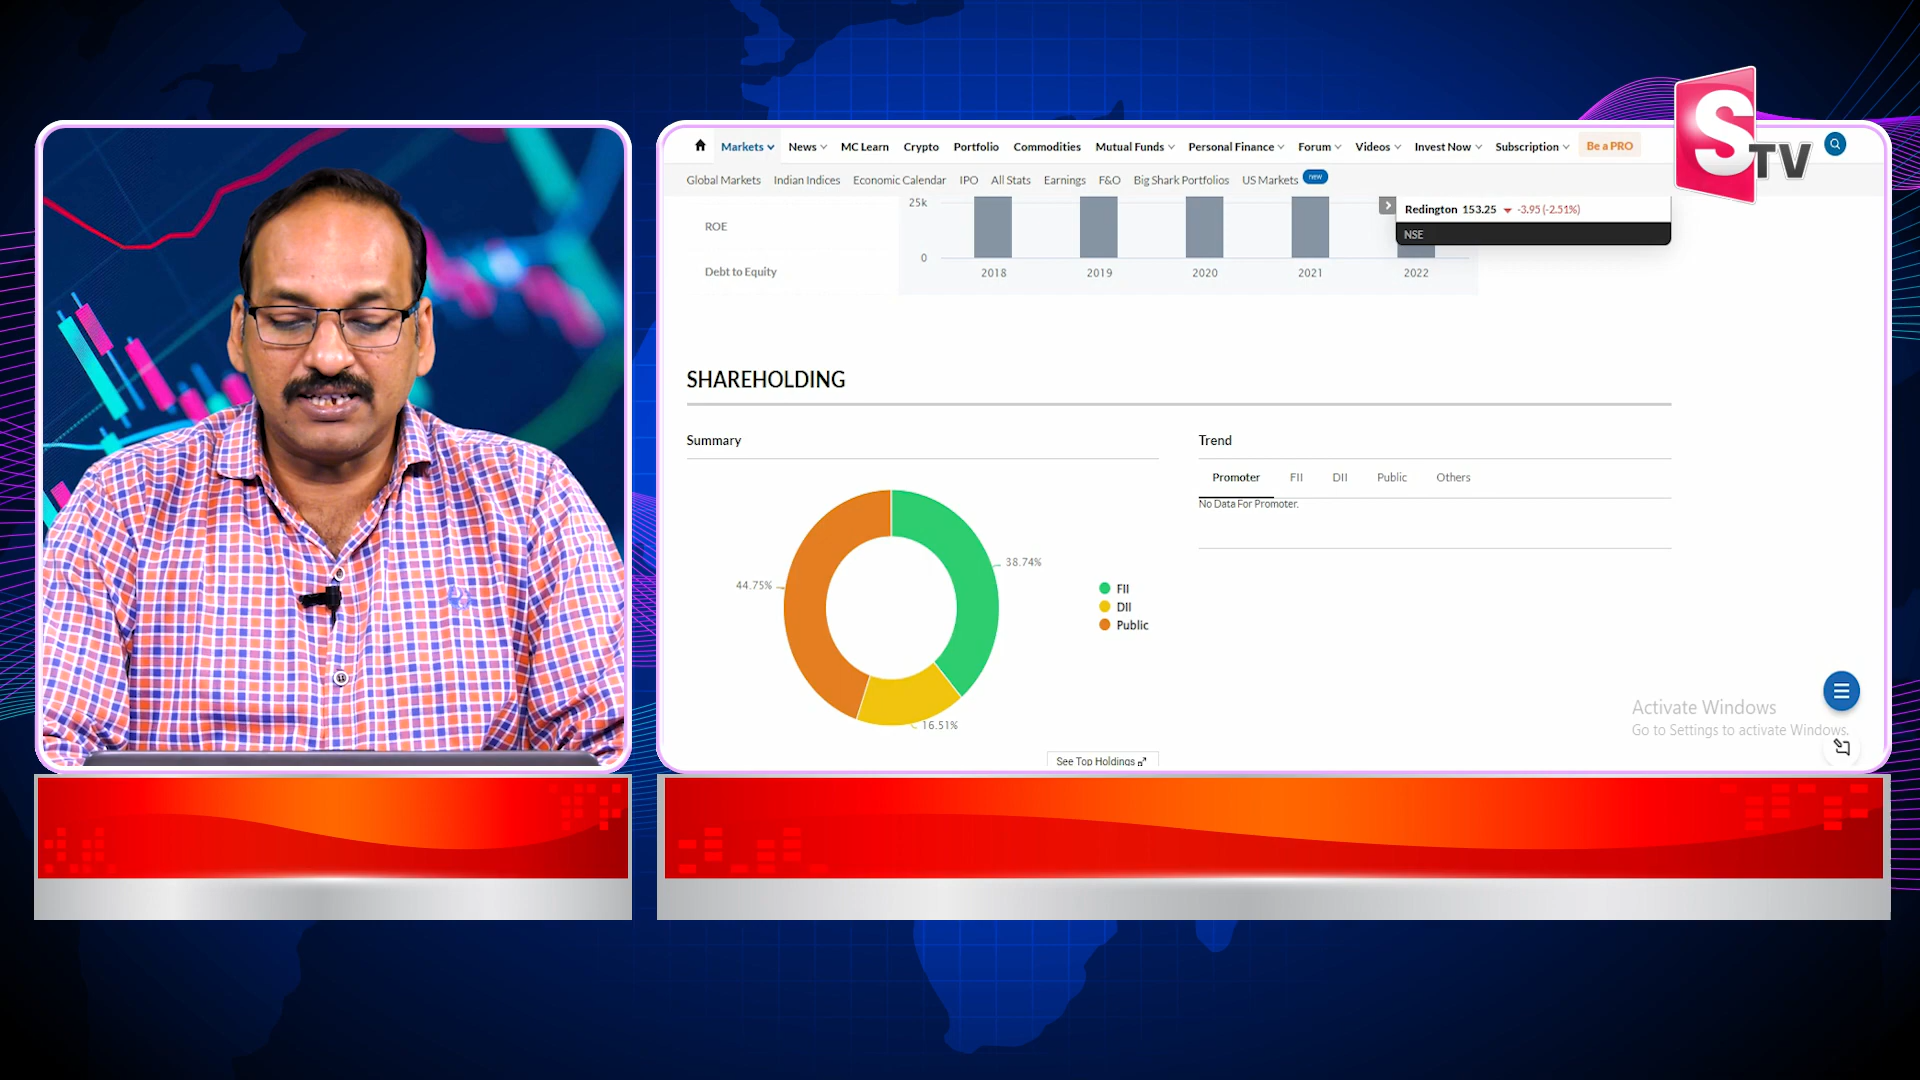 Markets News MC Learn Crypto Portfolio Commodities Mutual Funds Personal Finance Forum Videos Invest Now Subscription Be a PRO
STV
Global Markets Indian Indices Economic Calendar IPO All Stats Earnings F&O Big Shark Portfolios US Markets new
25k
Redington 153.25 -3.95 (-2.51%)
ROE
NSE
0
Debt to Equity
2018 2019 2020 2021 2022
SHAREHOLDING
Summary
Trend
Promoter FII DII Public Others
No Data For Promoter.
38.74%
44.75%
FII
DII
Public
16.51%
See Top Holdings
Activate Windows
Go to Settings to activate Windows.